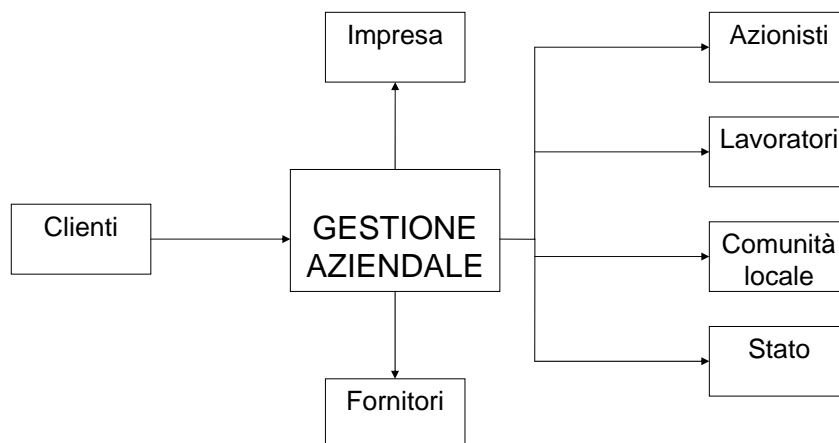 Impresa
Azionisti
Lavoratori
Clienti
GESTIONE
AZIENDALE
Comunità
locale
Stato
Fornitori